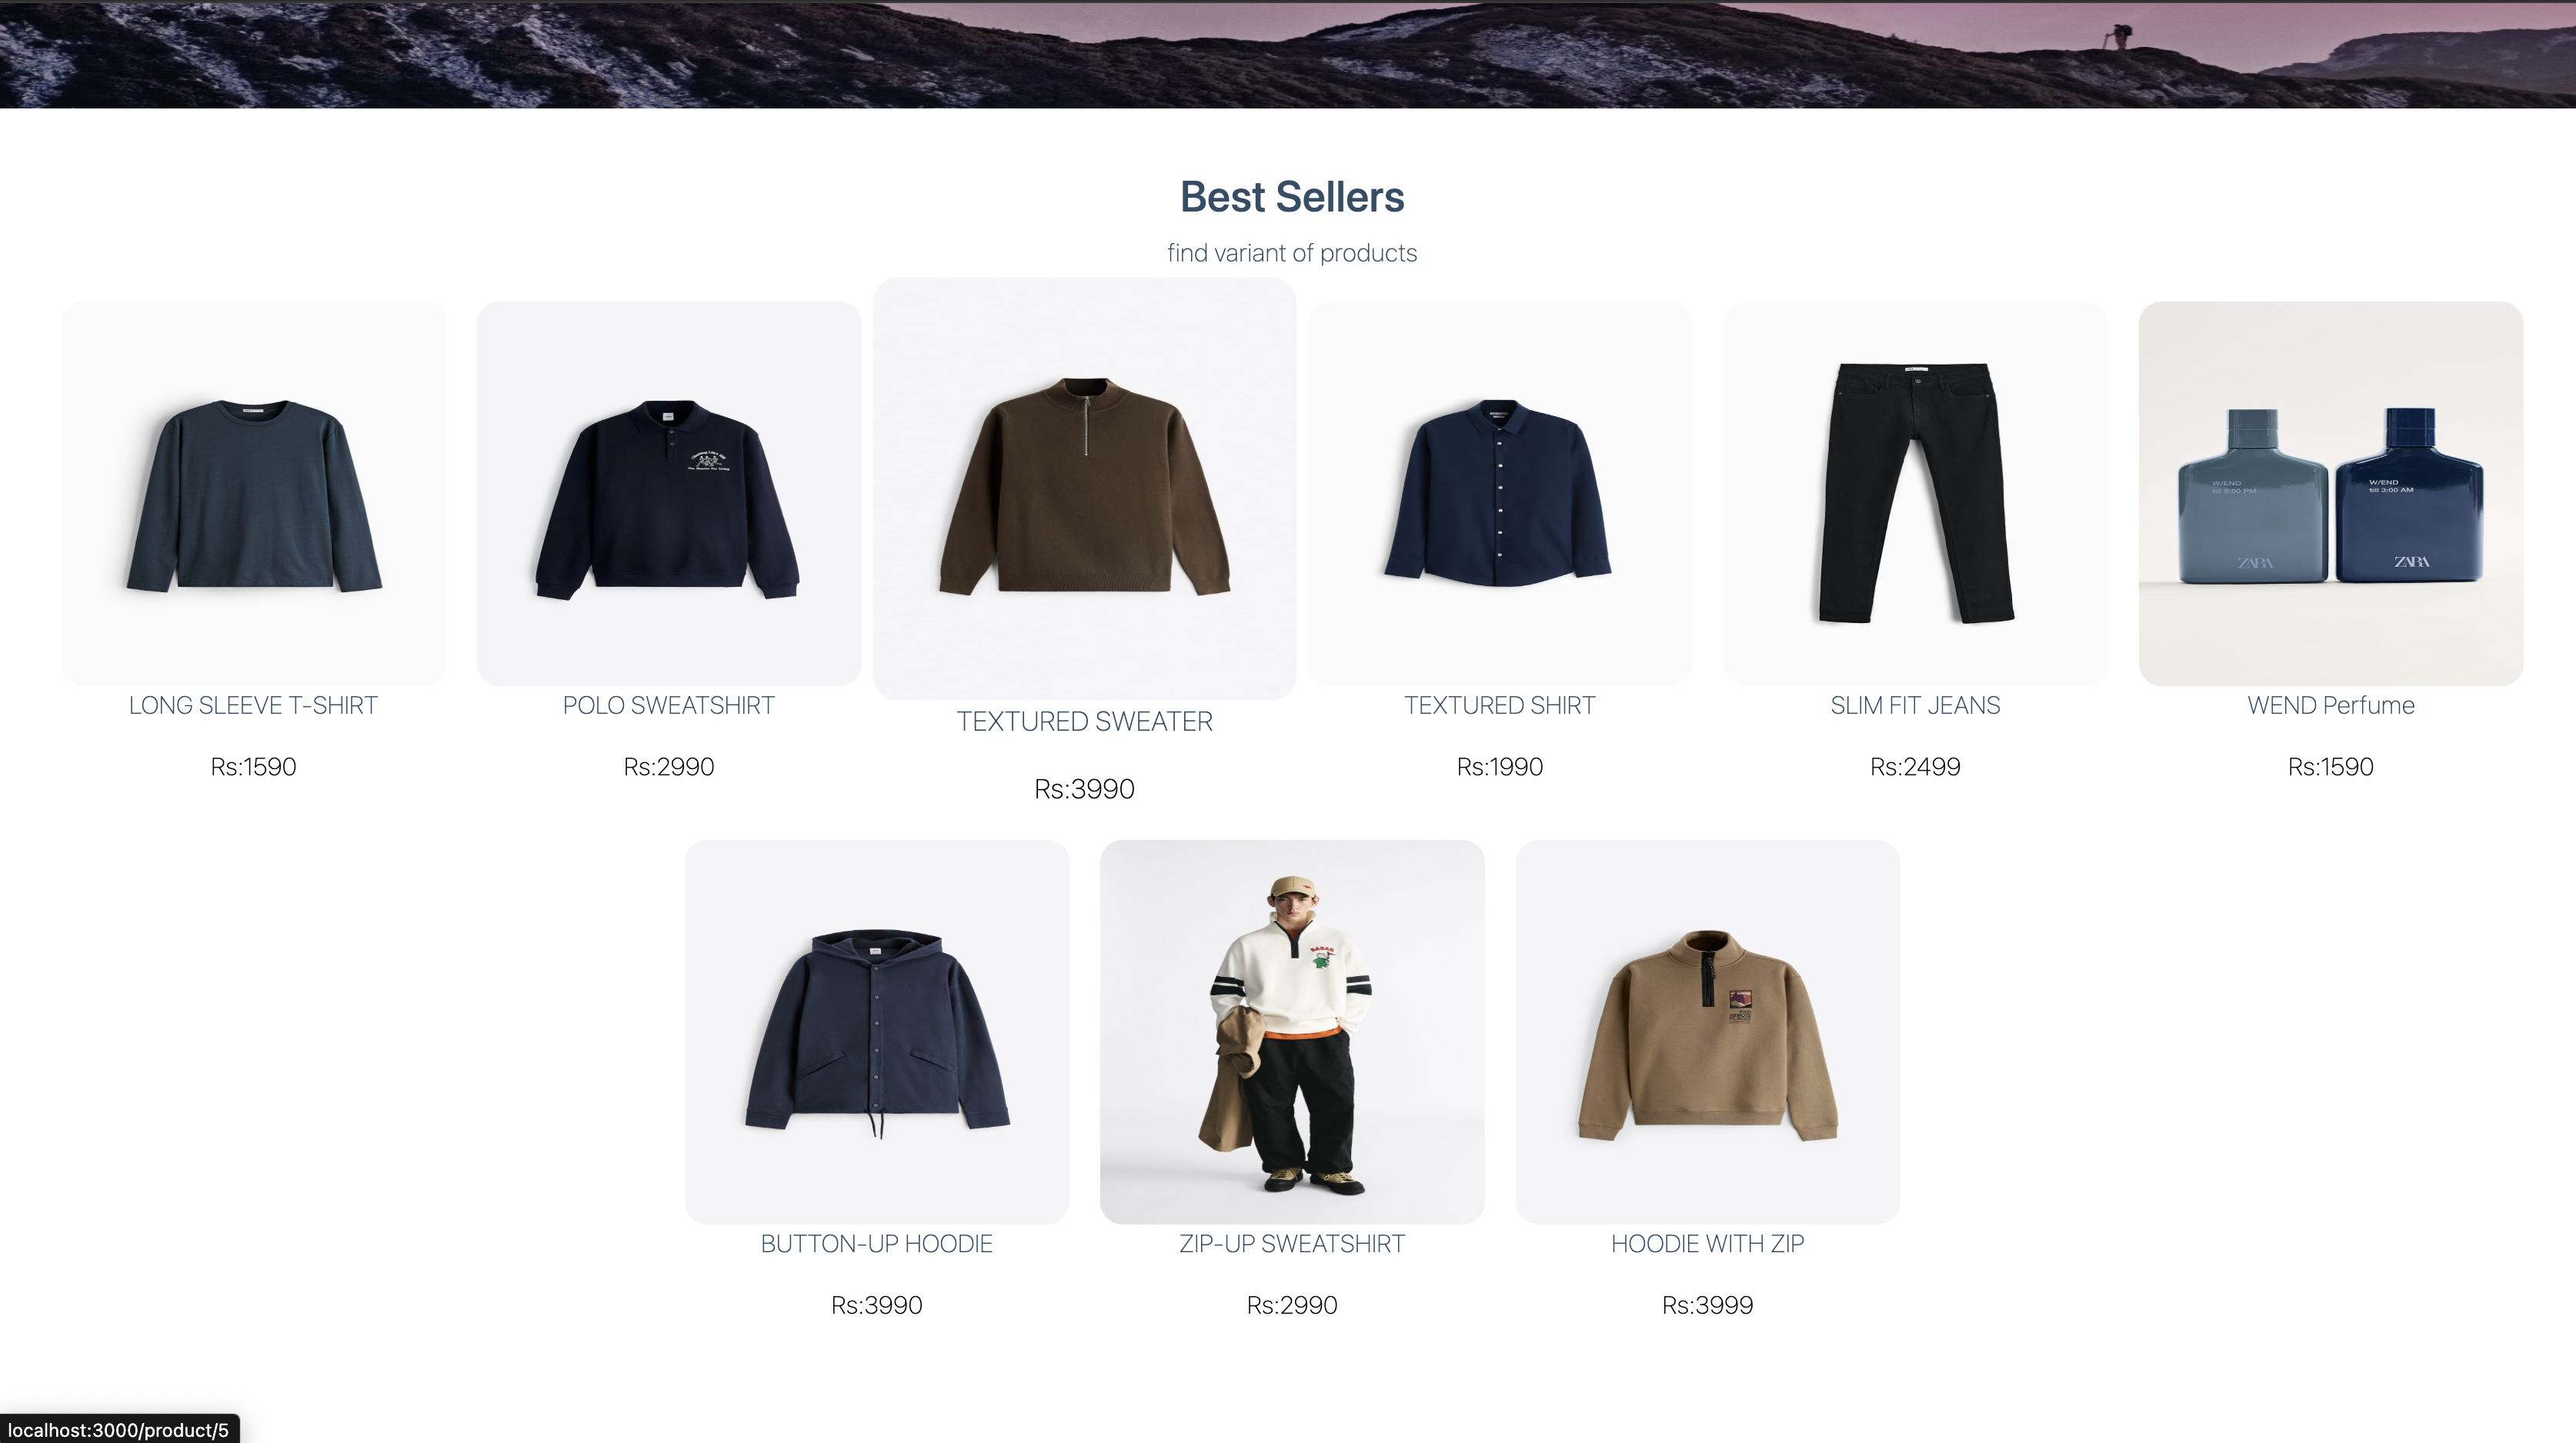 Best Sellers
find variant of products
W/END
till 8:00 PM
ZARA
W/END
till 3:00 AM
ZARA
LONG SLEEVE T-SHIRT
POLO SWEATSHIRT
TEXTURED SWEATER
TEXTURED SHIRT
SLIM FIT JEANS
WEND Perfume
Rs:1590
Rs:2990
Rs:3990
Rs:1990
Rs:2499
Rs:1590
BUTTON-UP HOODIE
ZIP-UP SWEATSHIRT
HOODIE WITH ZIP
Rs:3990
Rs:2990
Rs:3999
localhost:3000/product/5